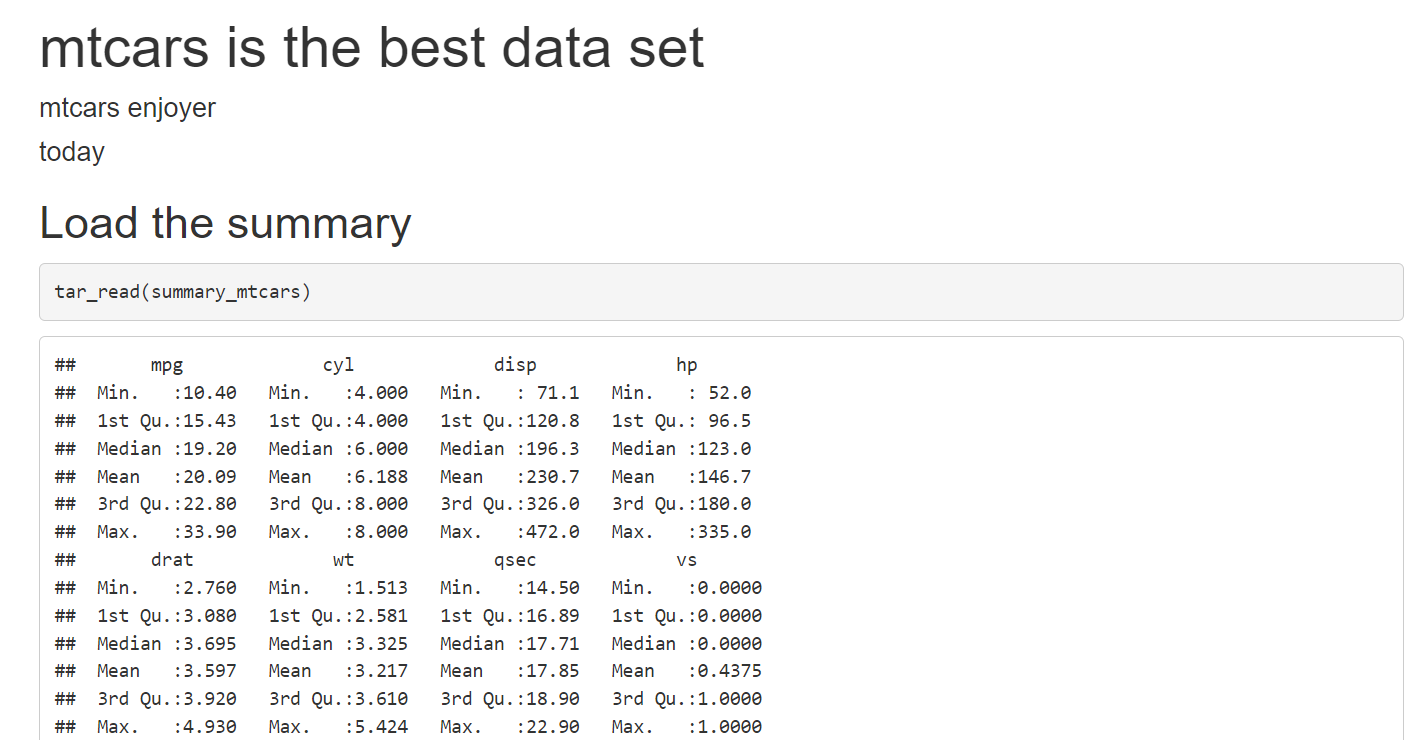 mtcars is the best data set
mtcars enjoyer
today
Load the summary
tar_read(summary_mtcars)
##       mpg             cyl             disp             hp
##  Min.   :10.40   Min.   :4.000   Min.   : 71.1   Min.   : 52.0
##  1st Qu.:15.43   1st Qu.:4.000   1st Qu.:120.8   1st Qu.: 96.5
##  Median :19.20   Median :6.000   Median :196.3   Median :123.0
##  Mean   :20.09   Mean   :6.188   Mean   :230.7   Mean   :146.7
##  3rd Qu.:22.80   3rd Qu.:8.000   3rd Qu.:326.0   3rd Qu.:180.0
##  Max.   :33.90   Max.   :8.000   Max.   :472.0   Max.   :335.0
##       drat             wt             qsec             vs
##  Min.   :2.760   Min.   :1.513   Min.   :14.50   Min.   :0.0000
##  1st Qu.:3.080   1st Qu.:2.581   1st Qu.:16.89   1st Qu.:0.0000
##  Median :3.695   Median :3.325   Median :17.71   Median :0.0000
##  Mean   :3.597   Mean   :3.217   Mean   :17.85   Mean   :0.4375
##  3rd Qu.:3.920   3rd Qu.:3.610   3rd Qu.:18.90   3rd Qu.:1.0000
##  Max.   :4.930   Max.   :5.424   Max.   :22.90   Max.   :1.0000